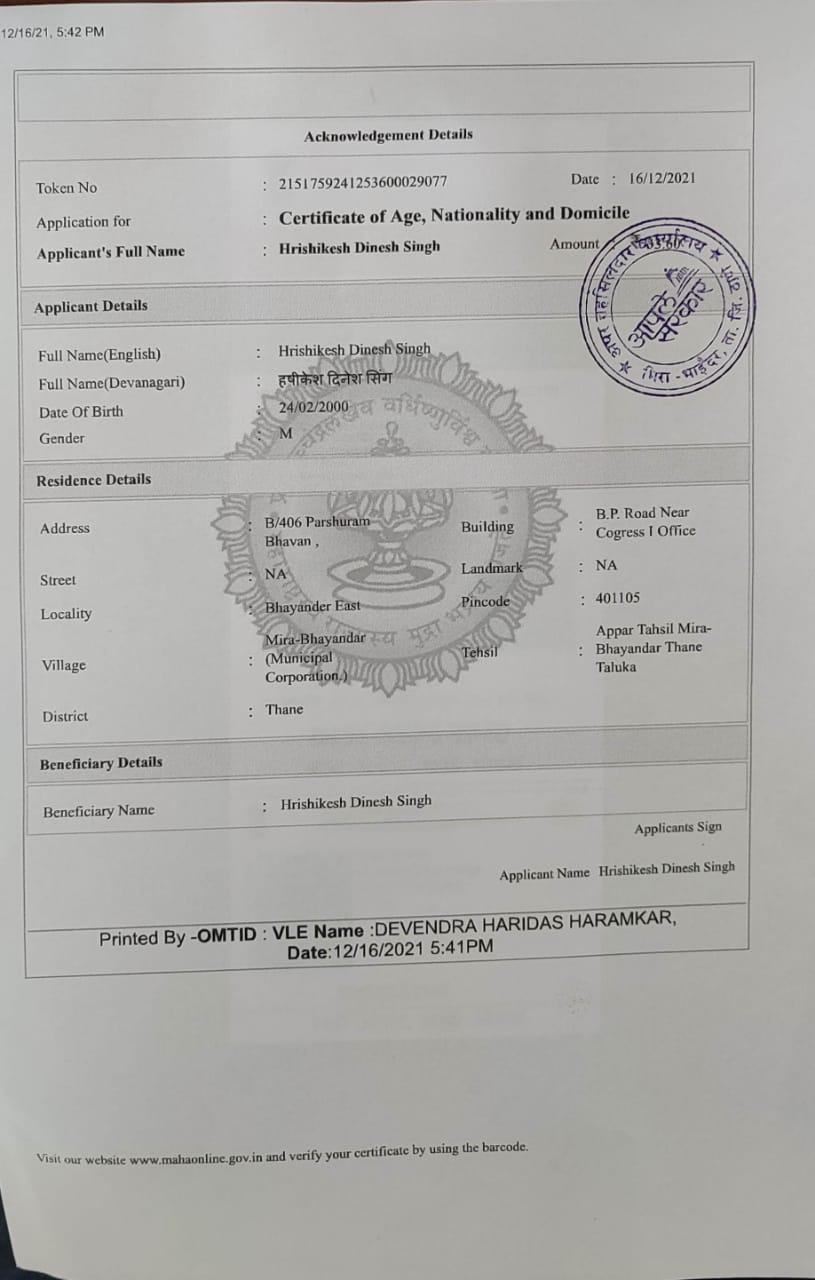 12/16/21, 5:42 PM
Acknowledgement Details
Token No : 2151759241253600029077 Date : 16/12/2021
Application for : Certificate of Age, Nationality and Domicile
Applicant's Full Name : Hrishikesh Dinesh Singh Amount
अपर तहसिलदार कार्यालय ★ मिरा - भाईंदर, ता. जि. ठाणे ★
आपले
सरकार
Applicant Details
Full Name(English) : Hrishikesh Dinesh Singh
Full Name(Devanagari) : हृषीकेश दिनेश सिंग
Date Of Birth : 24/02/2000
Gender : M
Residence Details
Address : B/406 Parshuram Bhavan , Building : B.P. Road Near Cogress I Office
Street : NA Landmark : NA
Locality : Bhayander East Pincode : 401105
Village : Mira-Bhayandar (Municipal Corporation.) Tehsil : Appar Tahsil Mira-Bhayandar Thane Taluka
District : Thane
Beneficiary Details
Beneficiary Name : Hrishikesh Dinesh Singh
Applicants Sign
Applicant Name Hrishikesh Dinesh Singh
Printed By -OMTID : VLE Name :DEVENDRA HARIDAS HARAMKAR,
Date:12/16/2021 5:41PM
Visit our website www.mahaonline.gov.in and verify your certificate by using the barcode.